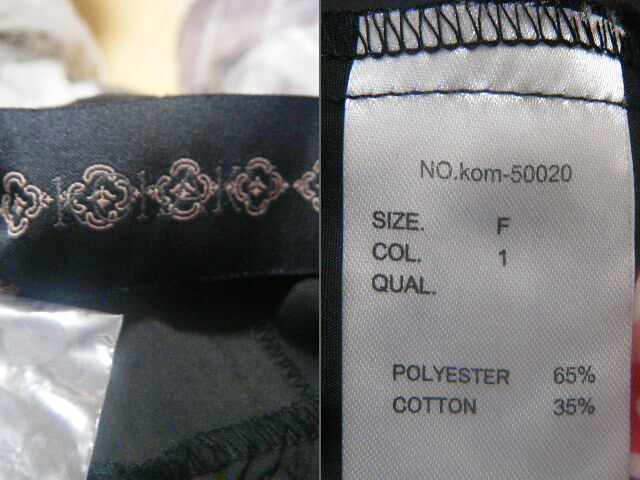 NO.kom-50020
SIZE. F
COL. 1
QUAL.
POLYESTER 65%
COTTON 35%